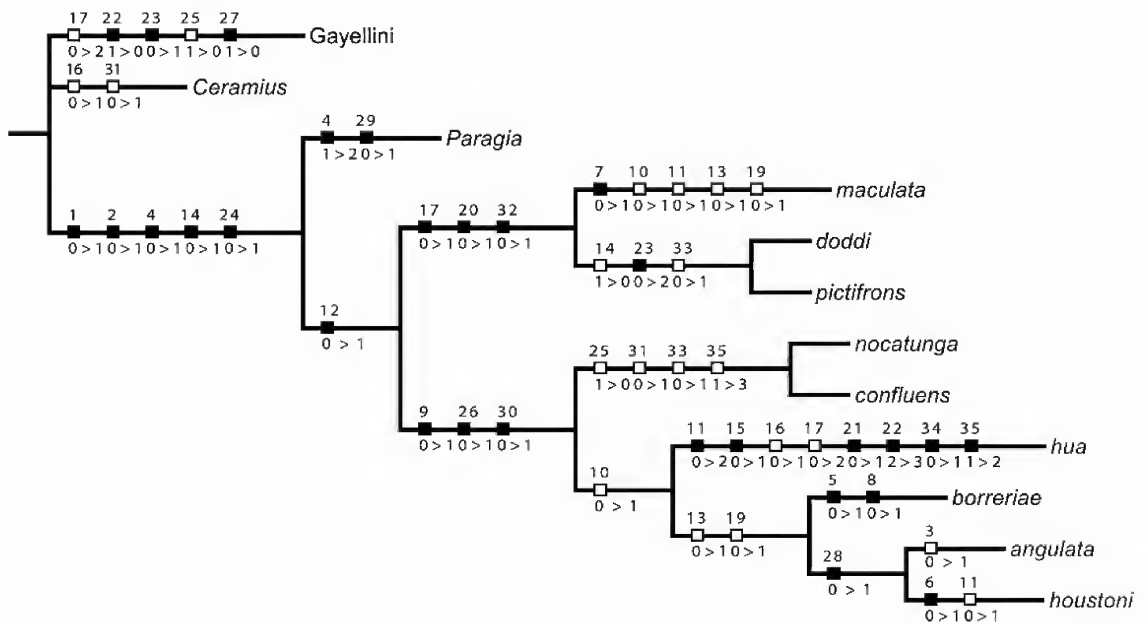 17 22 23 25 27
Gayellini
0 > 2 1 > 0 0 > 1 1 > 0 1 > 0
16 31
Ceramius
0 > 1 0 > 1
4 29
Paragia
1 > 2 0 > 1
7 10 11 13 19
maculata
0 > 1 0 > 1 0 > 1 0 > 1 0 > 1
1 2 4 14 24
0 > 1 0 > 1 0 > 1 0 > 1 0 > 1
17 20 32
0 > 1 0 > 1 0 > 1
doddi
14 23 33
1 > 0 0 > 2 0 > 1
pictifrons
12
0 > 1
nocatunga
25 31 33 35
1 > 0 0 > 1 0 > 1 1 > 3
confluens
9 26 30
0 > 1 0 > 1 0 > 1
11 15 16 17 21 22 34 35
hua
0 > 2 0 > 1 0 > 1 0 > 2 0 > 1 2 > 3 0 > 1 1 > 2
10
0 > 1
5 8
borreriae
0 > 1 0 > 1
13 19
0 > 1 0 > 1
3
angulata
0 > 1
28
0 > 1
6 11
houstoni
0 > 1 0 > 1